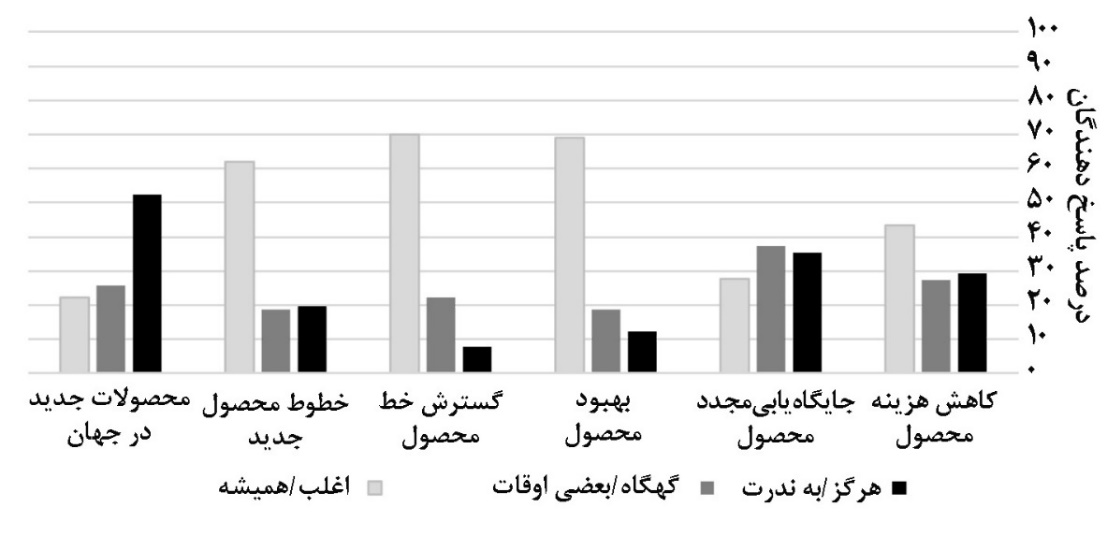 ۱۰۰
۹۰
۸۰
۷۰
۶۰
۵۰
۴۰
۳۰
۲۰
۱۰
۰
درصد پاسخ دهندگان
کاهش هزینه
محصول
جایگاه‌یابی‌مجدد
محصول
بهبود
محصول
گسترش خط
محصول
خطوط محصول
جدید
محصولات جدید
در جهان
هرگز/به ندرت
گهگاه/بعضی اوقات
اغلب/همیشه